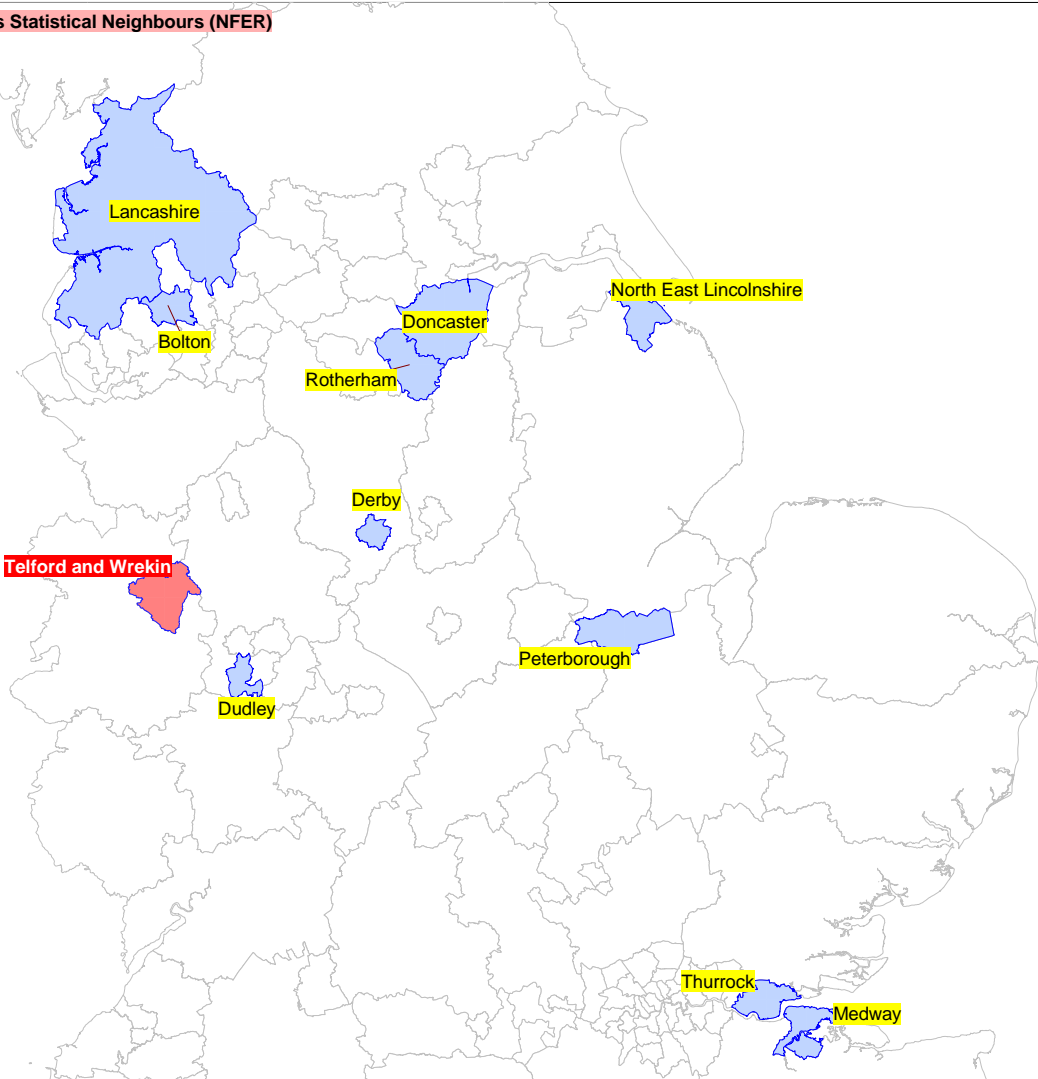 s Statistical Neighbours (NFER)
Lancashire
North East Lincolnshire
Doncaster
Bolton
Rotherham
Derby
Telford and Wrekin
Peterborough
Dudley
Thurrock
Medway